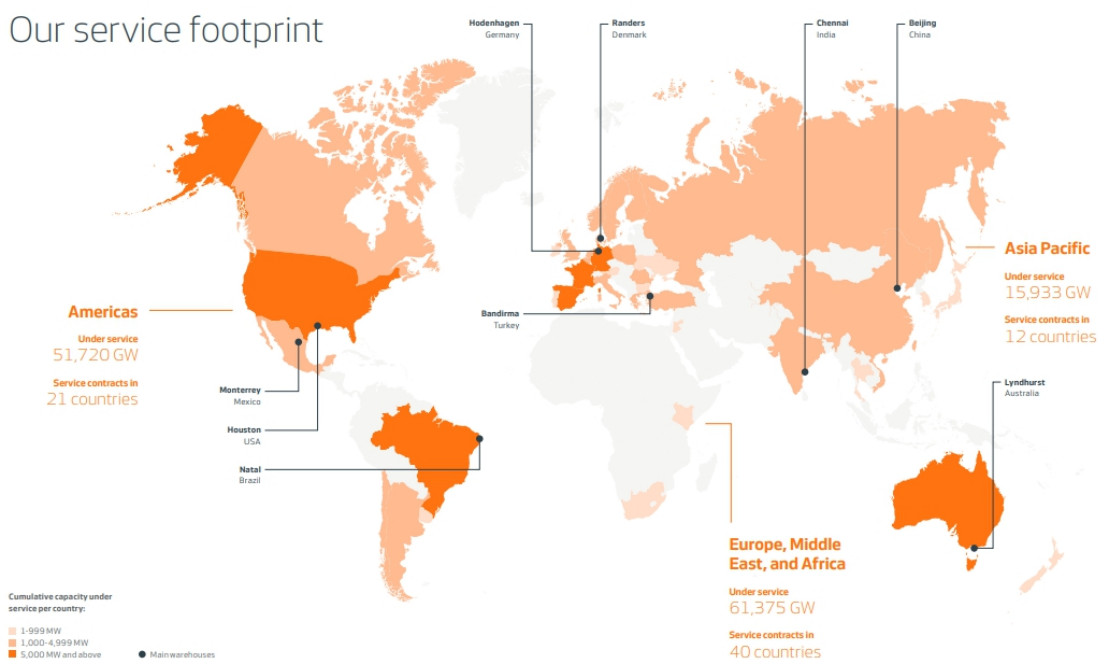 Our service footprint
Hodenhagen
Germany
Randers
Denmark
Chennai
India
Beijing
China
Asia Pacific
Under service
15,933 GW
Service contracts in
12 countries
Americas
Under service
51,720 GW
Service contracts in
21 countries
Bandirma
Turkey
Monterrey
Mexico
Houston
USA
Natal
Brazil
Lyndhurst
Australia
Europe, Middle
East, and Africa
Under service
61,375 GW
Service contracts in
40 countries
Cumulative capacity under
service per country:
1-999 MW
1,000-4,999 MW
5,000 MW and above
Main warehouses